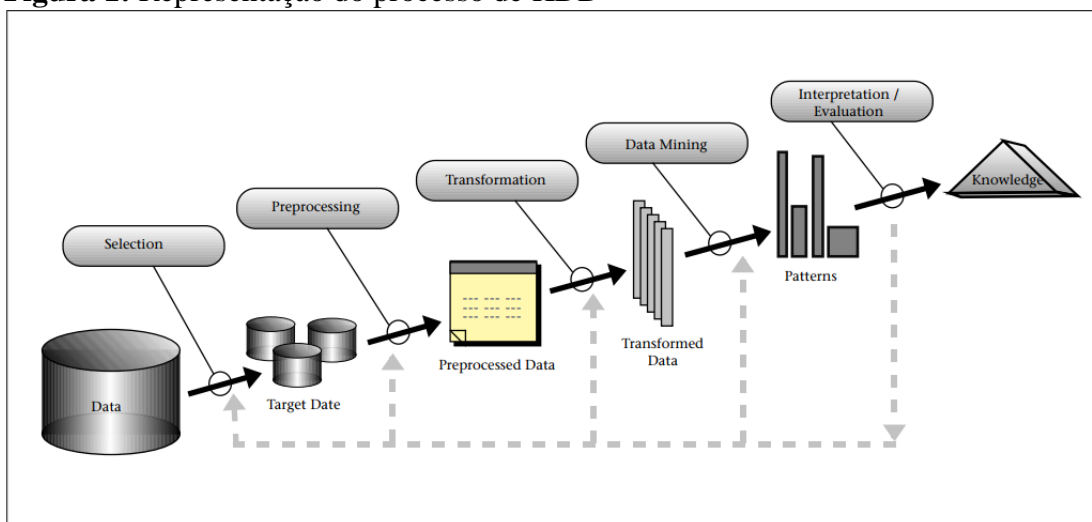 Figura Representação do processo de KDD
Interpretation /
Evaluation
Data Mining
Knowledge
Transformation
Preprocessing
Selection
Patterns
Transformed
Data
Preprocessed Data
Target Date
Data